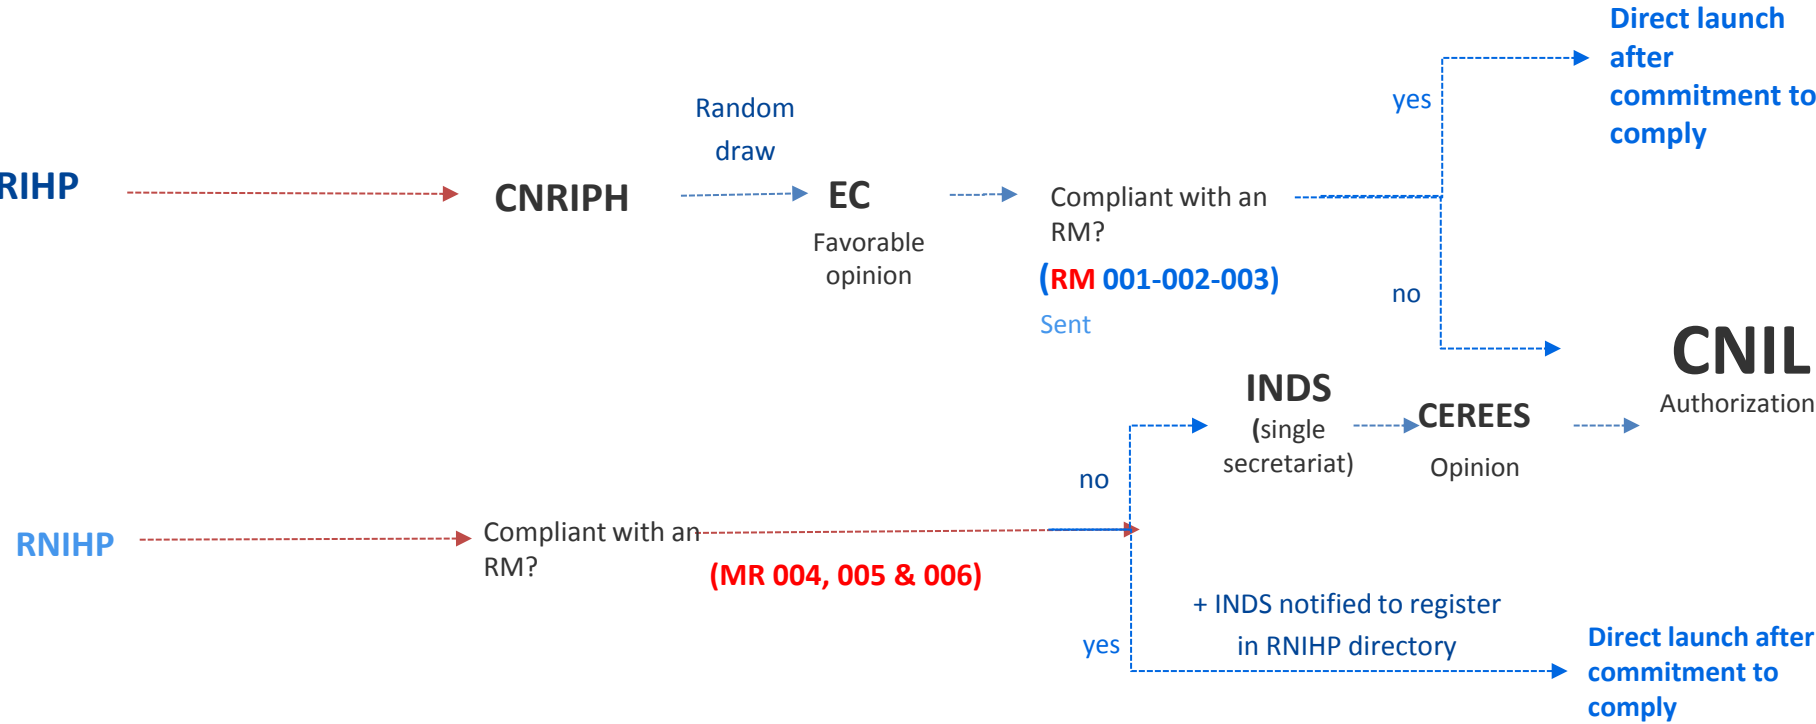 Direct launch
after
commitment to
comply
yes
Random
draw
RIHP
CNRIPH
EC
Favorable
opinion
Compliant with an
RM?
(RM 001-002-003)
Sent
no
CNIL
Authorization
INDS
(single
secretariat)
CEREES
Opinion
no
RNIHP
Compliant with an
RM?
(MR 004, 005 & 006)
+ INDS notified to register
in RNIHP directory
yes
Direct launch after
commitment to
comply